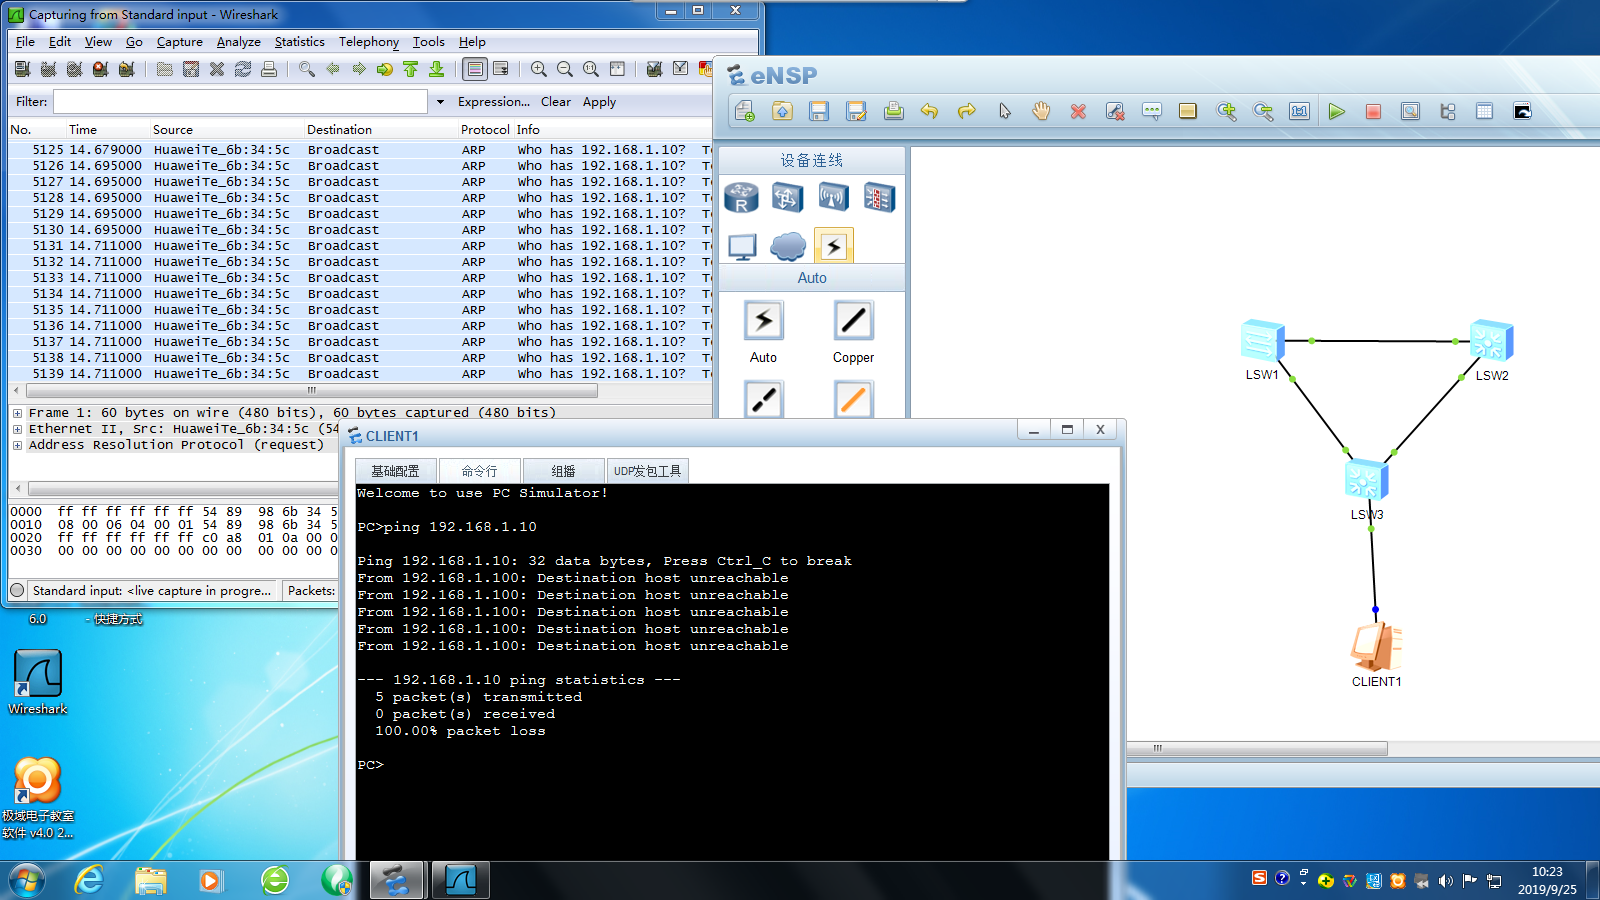 Capturing from Standard input - Wireshark
File Edit View Go Capture Analyze Statistics Telephony Tools Help
Filter: Expression... Clear Apply
No. Time Source Destination Protocol Info
5125 14.679000 HuaweiTe_6b:34:5c Broadcast ARP Who has 192.168.1.10? T
5126 14.695000 HuaweiTe_6b:34:5c Broadcast ARP Who has 192.168.1.10? T
5127 14.695000 HuaweiTe_6b:34:5c Broadcast ARP Who has 192.168.1.10? T
5128 14.695000 HuaweiTe_6b:34:5c Broadcast ARP Who has 192.168.1.10? T
5129 14.695000 HuaweiTe_6b:34:5c Broadcast ARP Who has 192.168.1.10? T
5130 14.695000 HuaweiTe_6b:34:5c Broadcast ARP Who has 192.168.1.10? T
5131 14.711000 HuaweiTe_6b:34:5c Broadcast ARP Who has 192.168.1.10? T
5132 14.711000 HuaweiTe_6b:34:5c Broadcast ARP Who has 192.168.1.10? T
5133 14.711000 HuaweiTe_6b:34:5c Broadcast ARP Who has 192.168.1.10? T
5134 14.711000 HuaweiTe_6b:34:5c Broadcast ARP Who has 192.168.1.10? T
5135 14.711000 HuaweiTe_6b:34:5c Broadcast ARP Who has 192.168.1.10? T
5136 14.711000 HuaweiTe_6b:34:5c Broadcast ARP Who has 192.168.1.10? T
5137 14.711000 HuaweiTe_6b:34:5c Broadcast ARP Who has 192.168.1.10? T
5138 14.711000 HuaweiTe_6b:34:5c Broadcast ARP Who has 192.168.1.10? T
5139 14.711000 HuaweiTe_6b:34:5c Broadcast ARP Who has 192.168.1.10? T
Frame 1: 60 bytes on wire (480 bits), 60 bytes captured (480 bits)
Ethernet II, Src: HuaweiTe_6b:34:5c (54
Address Resolution Protocol (request)
0000 ff ff ff ff ff ff 54 89 98 6b 34 5
0010 08 00 06 04 00 01 54 89 98 6b 34 5
0020 ff ff ff ff ff ff c0 a8 01 0a 00 0
0030 00 00 00 00 00 00 00 00 00 00 00 0
Standard input: <live capture in progre... Packets:
eNSP
1:1
设备连线
R
Auto
Auto Copper
LSW1
LSW2
LSW3
CLIENT1
CLIENT1
基础配置 命令行 组播 UDP发包工具
Welcome to use PC Simulator!
PC>ping 192.168.1.10
Ping 192.168.1.10: 32 data bytes, Press Ctrl_C to break
From 192.168.1.100: Destination host unreachable
From 192.168.1.100: Destination host unreachable
From 192.168.1.100: Destination host unreachable
From 192.168.1.100: Destination host unreachable
From 192.168.1.100: Destination host unreachable
--- 192.168.1.10 ping statistics ---
5 packet(s) transmitted
0 packet(s) received
100.00% packet loss
PC>
6.0
- 快捷方式
Wireshark
极域电子教室
软件 v4.0 2...
10:23
2019/9/25